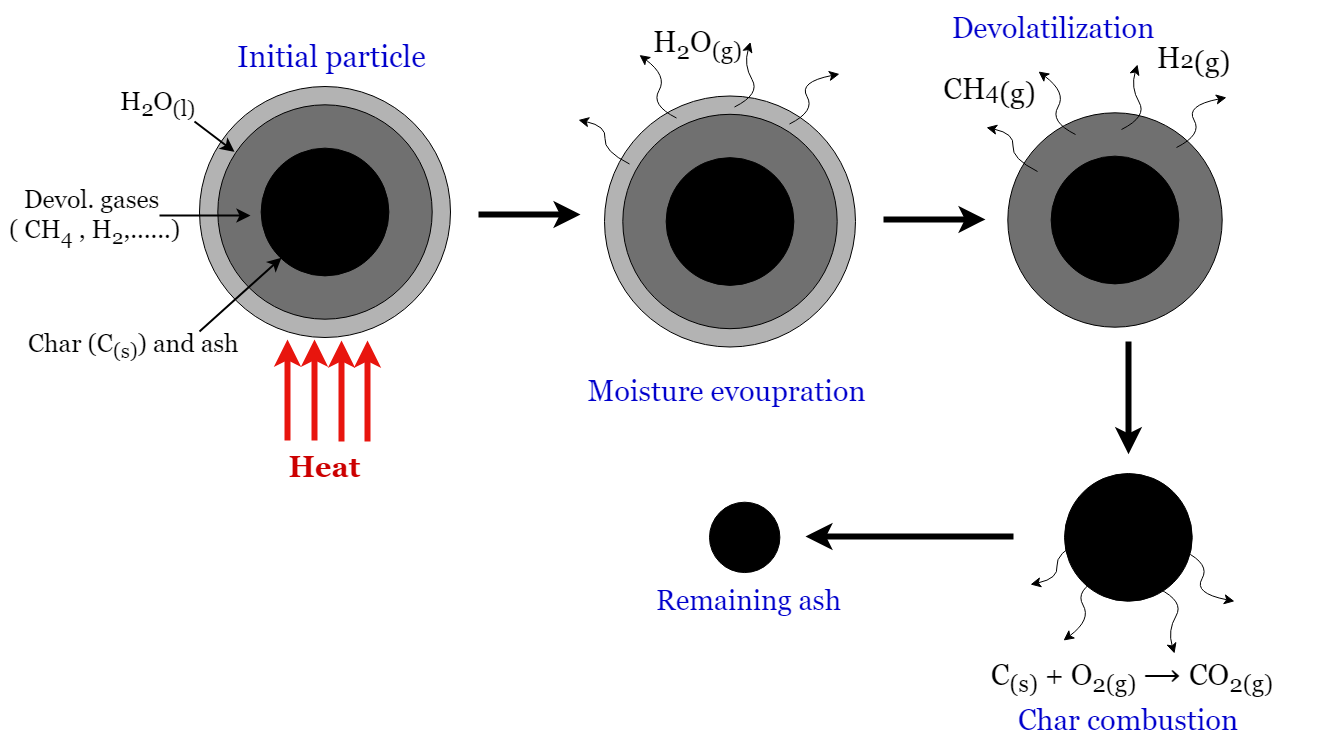 Initial particle
H₂O(l)
Devol. gases
( CH₄ , H₂,......)
Char (C(s)) and ash
Heat
H₂O(g)
Moisture evoupration
Devolatilization
CH4(g)
H2(g)
C(s) + O₂(g) → CO₂(g)
Char combustion
Remaining ash